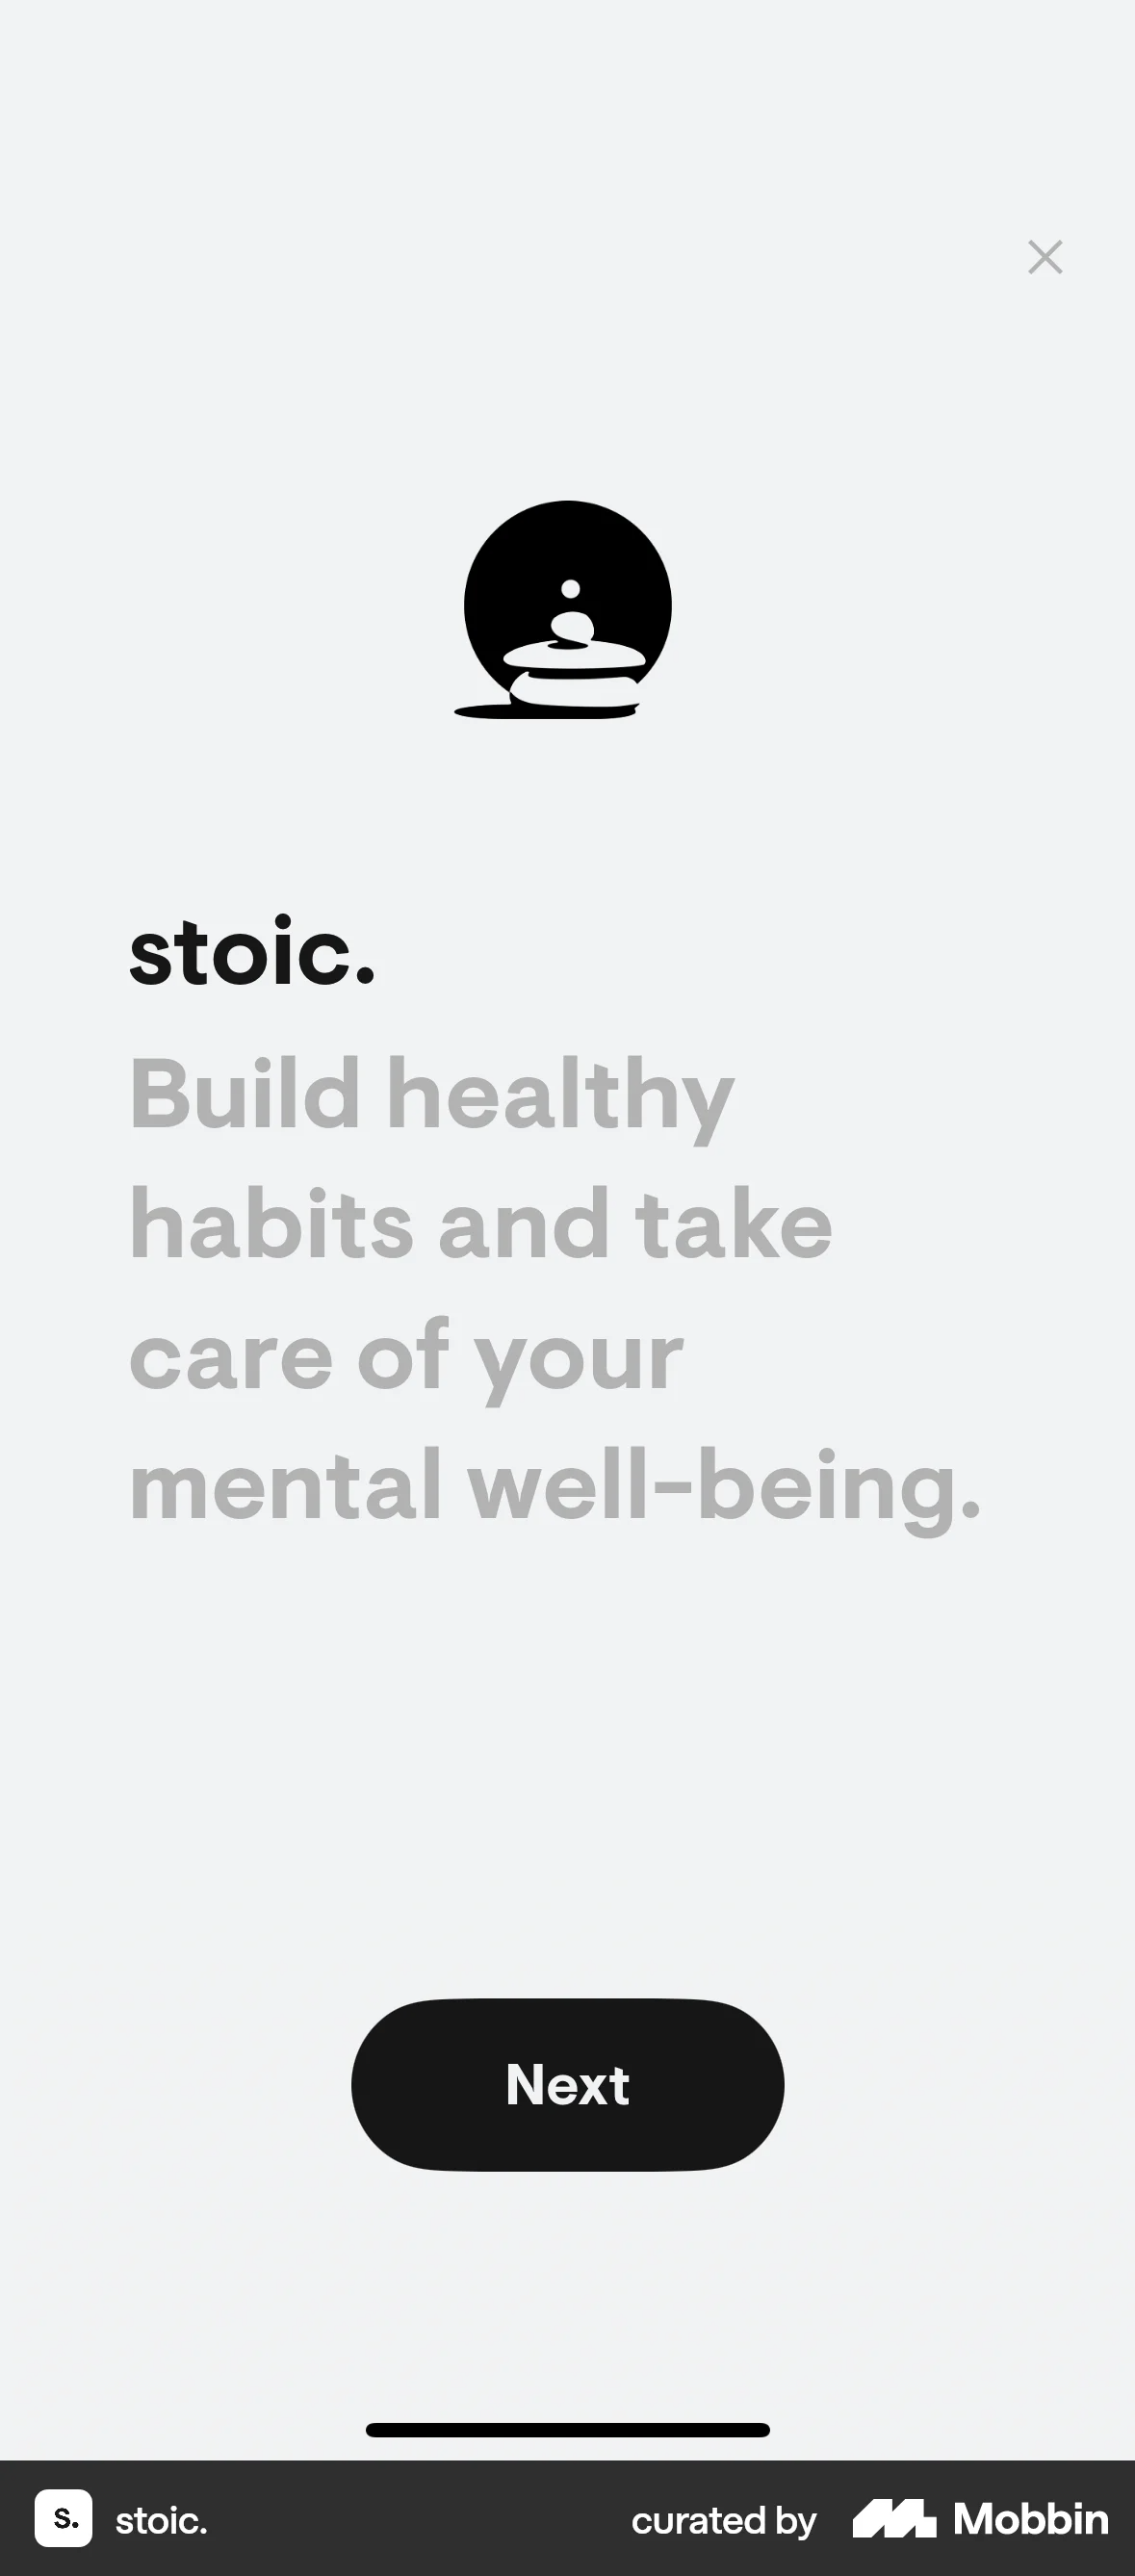 stoic.
Build healthy
habits and take
care of your
mental well-being.
Next
s. stoic. curated by Mobbin